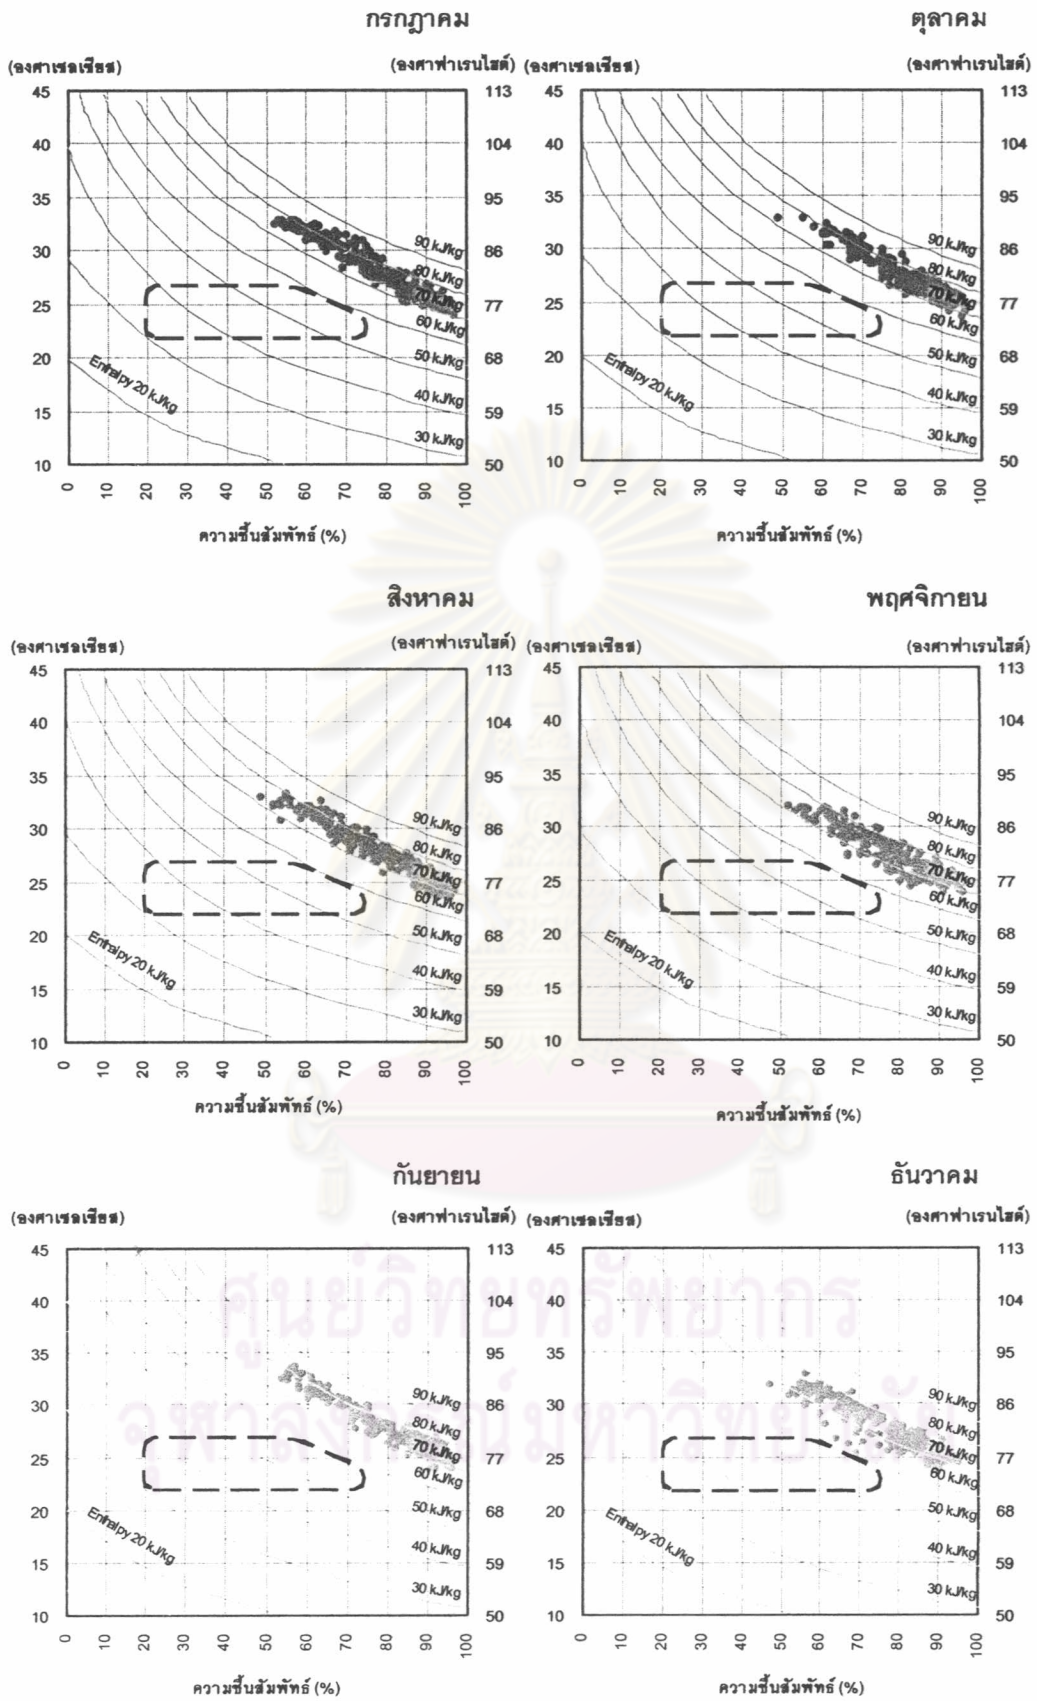 กรกฎาคม
(องศาเซลเซียส)
(องศาฟาเรนไฮต์)
45
40
35
30
25
20
15
10
113
104
95
86
77
68
59
50
90 kJ/kg
80 kJ/kg
70 kJ/kg
60 kJ/kg
50 kJ/kg
40 kJ/kg
30 kJ/kg
Enthalpy 20 kJ/kg
0 10 20 30 40 50 60 70 80 90 100
ความชื้นสัมพัทธ์ (%)
ตุลาคม
(องศาเซลเซียส)
(องศาฟาเรนไฮต์)
45
40
35
30
25
20
15
10
113
104
95
86
77
68
59
50
90 kJ/kg
80 kJ/kg
70 kJ/kg
60 kJ/kg
50 kJ/kg
40 kJ/kg
30 kJ/kg
Enthalpy 20 kJ/kg
0 10 20 30 40 50 60 70 80 90 100
ความชื้นสัมพัทธ์ (%)
สิงหาคม
(องศาเซลเซียส)
(องศาฟาเรนไฮต์)
45
40
35
30
25
20
15
10
113
104
95
86
77
68
59
50
90 kJ/kg
80 kJ/kg
70 kJ/kg
60 kJ/kg
50 kJ/kg
40 kJ/kg
30 kJ/kg
Enthalpy 20 kJ/kg
0 10 20 30 40 50 60 70 80 90 100
ความชื้นสัมพัทธ์ (%)
พฤศจิกายน
(องศาเซลเซียส)
(องศาฟาเรนไฮต์)
45
40
35
30
25
20
15
10
113
104
95
86
77
68
59
50
90 kJ/kg
80 kJ/kg
70 kJ/kg
60 kJ/kg
50 kJ/kg
40 kJ/kg
30 kJ/kg
Enthalpy 20 kJ/kg
0 10 20 30 40 50 60 70 80 90 100
ความชื้นสัมพัทธ์ (%)
กันยายน
(องศาเซลเซียส)
(องศาฟาเรนไฮต์)
45
40
35
30
25
20
15
10
113
104
95
86
77
68
59
50
90 kJ/kg
80 kJ/kg
70 kJ/kg
60 kJ/kg
50 kJ/kg
40 kJ/kg
30 kJ/kg
Enthalpy 20 kJ/kg
0 10 20 30 40 50 60 70 80 90 100
ความชื้นสัมพัทธ์ (%)
ธันวาคม
(องศาเซลเซียส)
(องศาฟาเรนไฮต์)
45
40
35
30
25
20
15
10
113
104
95
86
77
68
59
50
90 kJ/kg
80 kJ/kg
70 kJ/kg
60 kJ/kg
50 kJ/kg
40 kJ/kg
30 kJ/kg
Enthalpy 20 kJ/kg
0 10 20 30 40 50 60 70 80 90 100
ความชื้นสัมพัทธ์ (%)
ศูนย์วิทยทรัพยากร
จุฬาลงกรณ์มหาวิทยาลัย